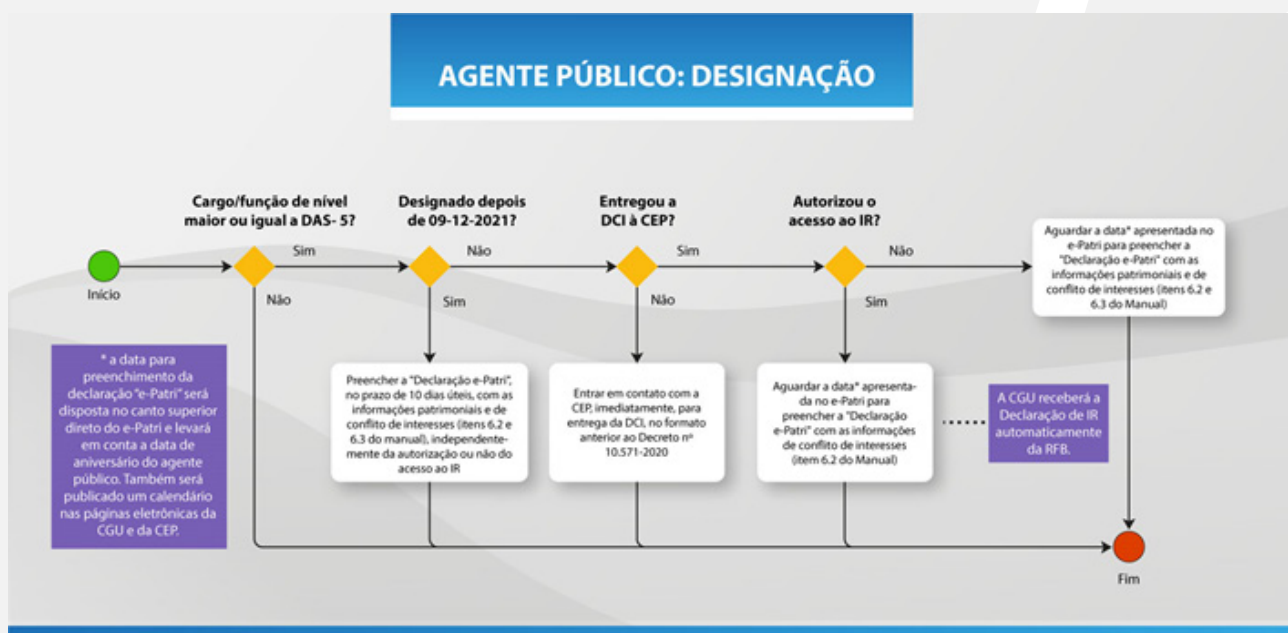 AGENTE PÚBLICO: DESIGNAÇÃO
Cargo/função de nível
maior ou igual a DAS- 5?
Designado depois
de 09-12-2021?
Entregou a
DCI à CEP?
Autorizou o
acesso ao IR?
Sim
Não
Sim
Não
Início
Não
Sim
Não
Sim
Aguardar a data* apresentada no
e-Patri para preencher a
"Declaração e-Patri" com as
informações patrimoniais e de
conflito de interesses (itens 6.2 e
6.3 do Manual)
* a data para
preenchimento da
declaração "e-Patri" será
disposta no canto superior
direto do e-Patri e levará
em conta a data de
aniversário do agente
público. Também será
publicado um calendário
nas páginas eletrônicas da
CGU e da CEP.
Preencher a "Declaração e-Patri",
no prazo de 10 dias úteis, com as
informações patrimoniais e de
conflito de interesses (itens 6.2 e
6.3 do manual), independente-
mente da autorização ou não do
acesso ao IR
Entrar em contato com a
CEP, imediatamente, para
entrega da DCI, no formato
anterior ao Decreto nº
10.571-2020
Aguardar a data* apresenta-
da no e-Patri para
preencher a "Declaração
e-Patri" com as informações
de conflito de interesses
(item 6.2 do Manual)
A CGU receberá a
Declaração de IR
automaticamente
da RFB.
Fim